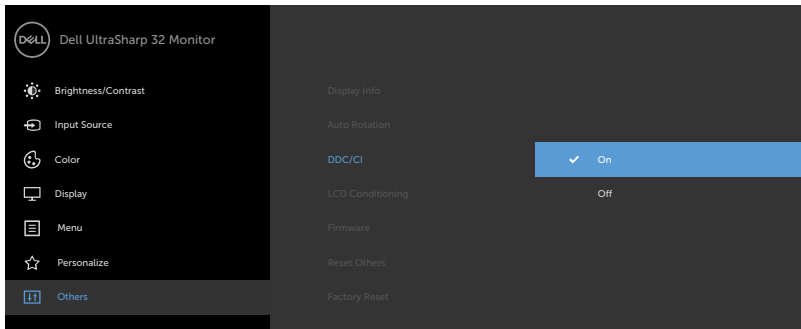 DELL
Dell UltraSharp 32 Monitor
Brightness/Contrast
Input Source
Color
Display
Menu
Personalize
Others
Display Info
Auto Rotation
DDC/CI
LCD Conditioning
Firmware
Reset Others
Factory Reset
On
Off